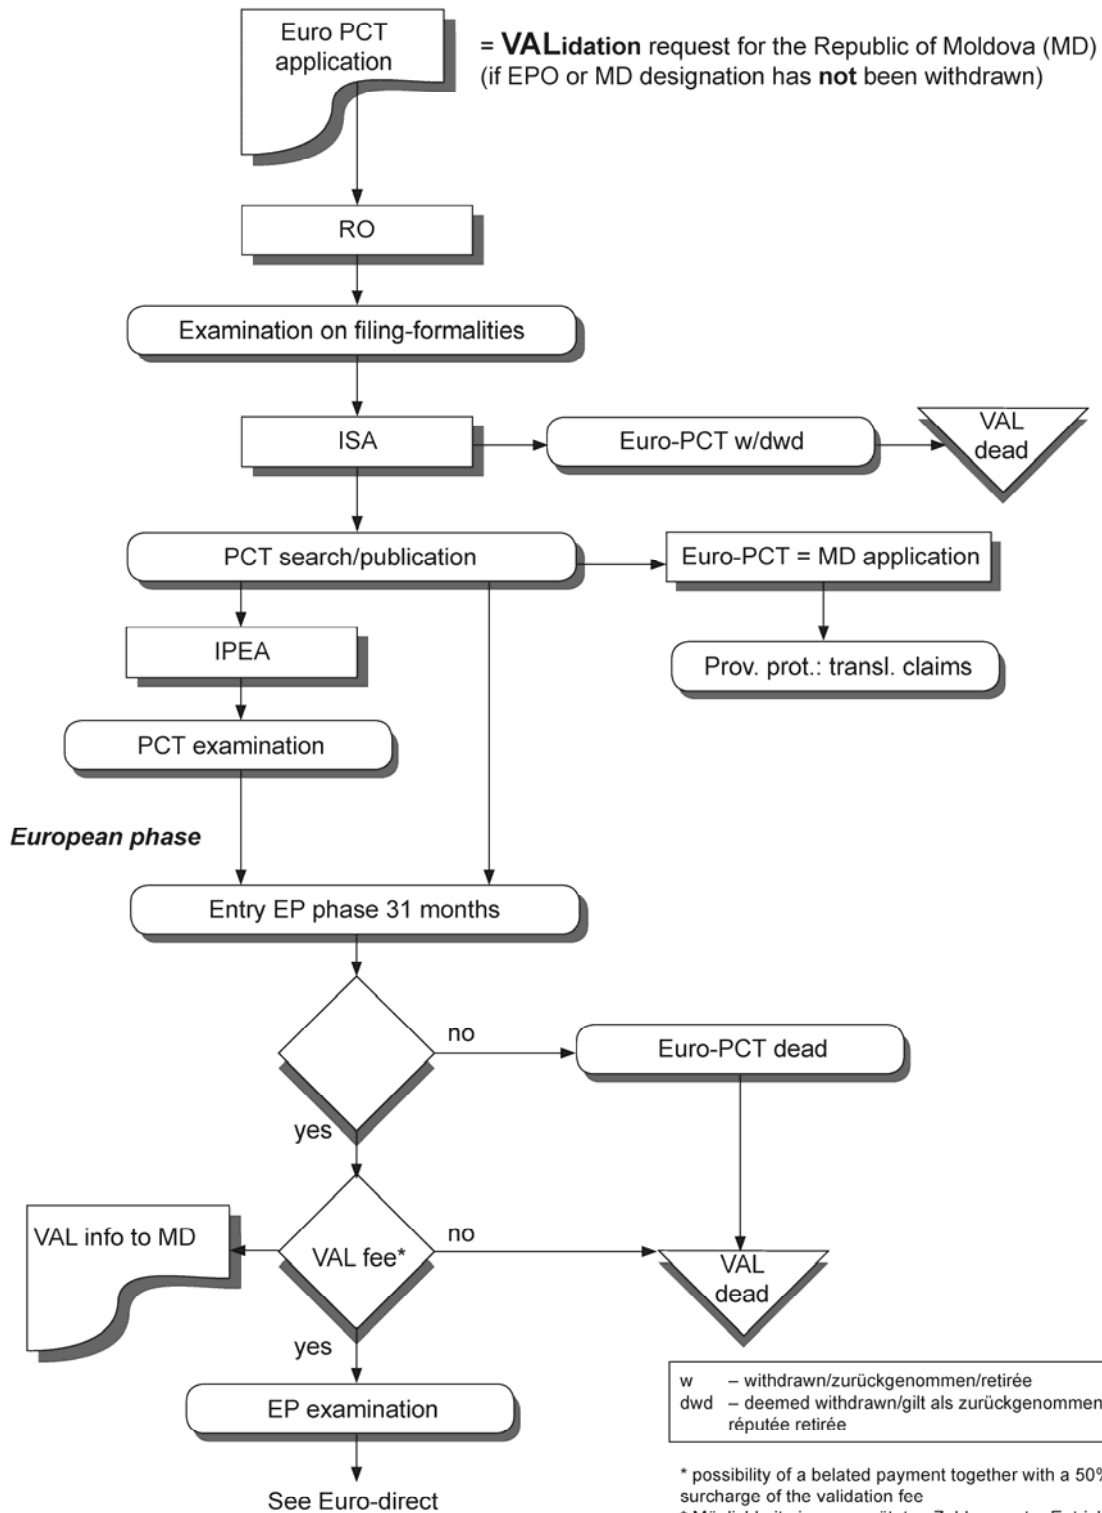 Euro PCT
application
= VALidation request for the Republic of Moldova (MD)
(if EPO or MD designation has not been withdrawn)
RO
Examination on filing-formalities
ISA
Euro-PCT w/dwd
VAL
dead
PCT search/publication
Euro-PCT = MD application
IPEA
Prov. prot.: transl. claims
PCT examination
European phase
Entry EP phase 31 months
no
Euro-PCT dead
yes
VAL info to MD
VAL fee*
no
VAL
dead
yes
EP examination
w – withdrawn/zurückgenommen/retirée
dwd – deemed withdrawn/gilt als zurückgenommen
réputée retirée
* possibility of a belated payment together with a 50%
surcharge of the validation fee
See Euro-direct